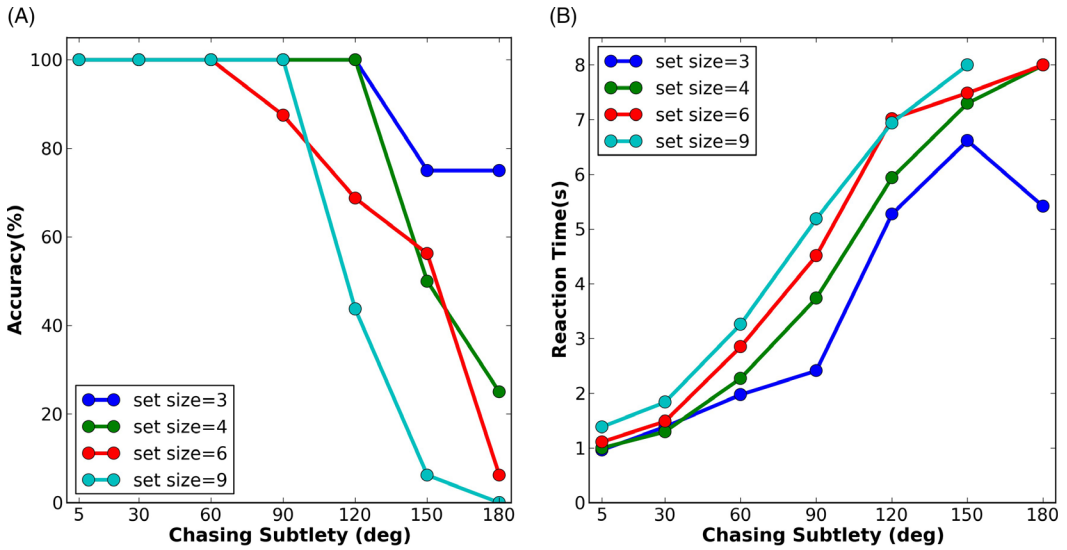 (A)
100
80
60
40
20
0
Accuracy(%)
set size=3
set size=4
set size=6
set size=9
5 30 60 90 120 150 180
Chasing Subtlety (deg)
(B)
8
7
6
5
4
3
2
1
0
Reaction Time(s)
set size=3
set size=4
set size=6
set size=9
5 30 60 90 120 150 180
Chasing Subtlety (deg)